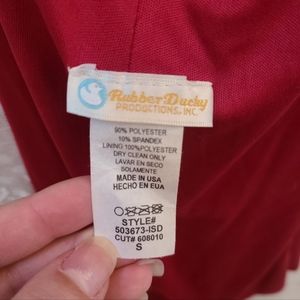 Rubber Ducky
PRODUCTIONS, INC.
90% POLYESTER
10% SPANDEX
LINING 100%POLYESTER
DRY CLEAN ONLY
LAVAR EN SECO
SOLAMENTE
MADE IN USA
HECHO EN EUA
STYLE#
503673-ISD
CUT# 608010
S